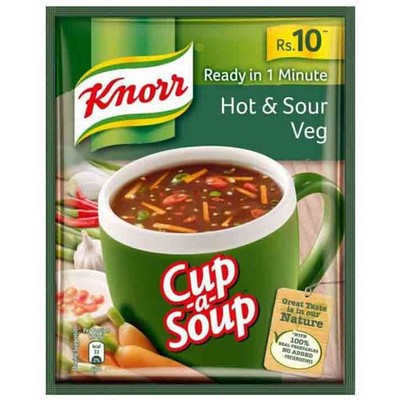 Rs.10
Knorr
Ready in 1 Minute
Hot & Sour
Veg
Cup
-a-
Soup
Great Taste
is in our
Nature
WITH
100%
REAL VEGETABLES
NO ADDED
PRESERVATIVES
kcal